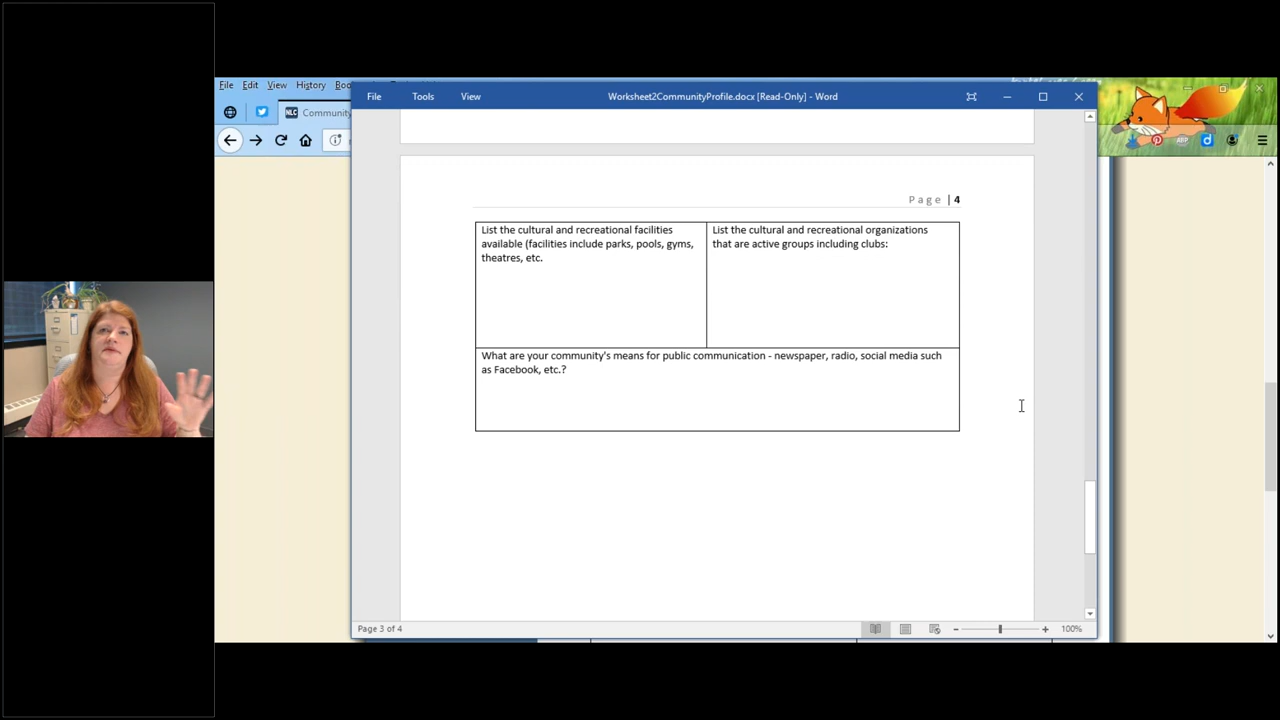 File Edit View History Boo
File Tools View Worksheet2CommunityProfile.docx [Read-Only] - Word
NLC Community
Page | 4
List the cultural and recreational facilities
available (facilities include parks, pools, gyms,
theatres, etc.
List the cultural and recreational organizations
that are active groups including clubs:
What are your community's means for public communication - newspaper, radio, social media such
as Facebook, etc.?
ABP
Page 3 of 4
100%